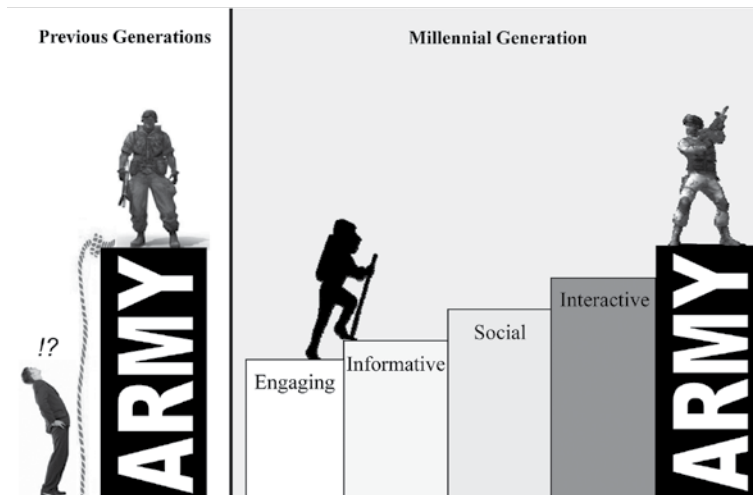 Previous Generations
Millennial Generation
!?
ARMY
Engaging
Informative
Social
Interactive
ARMY